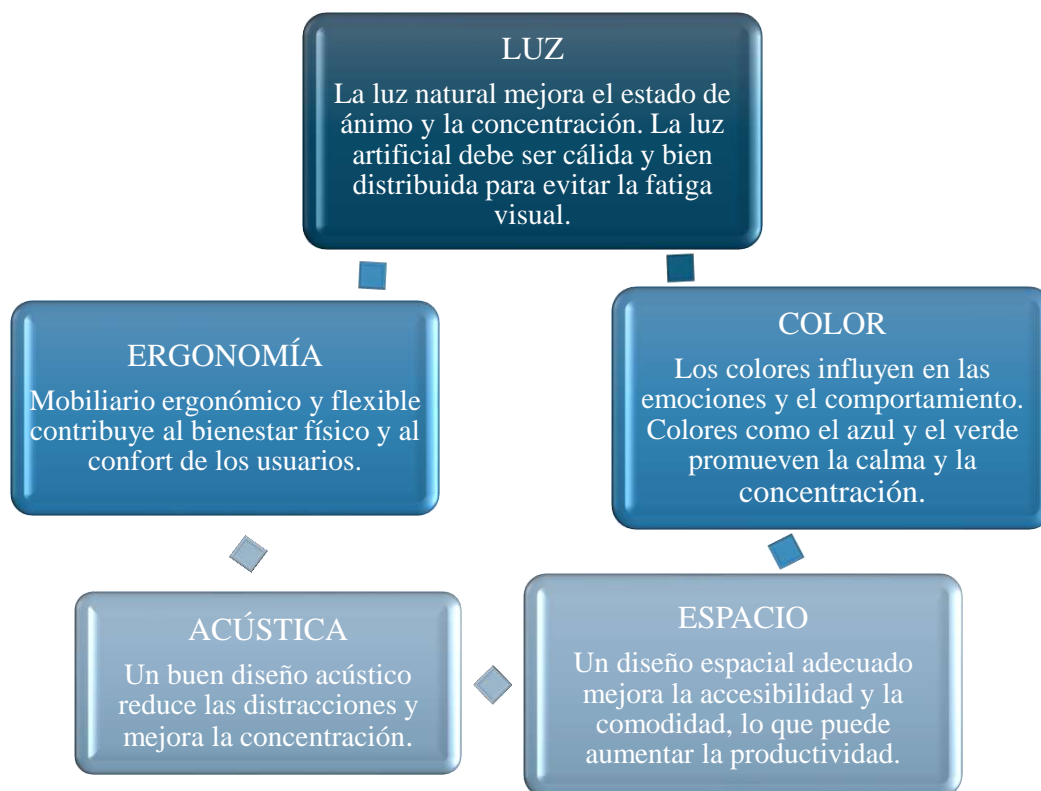 LUZ
La luz natural mejora el estado de
ánimo y la concentración. La luz
artificial debe ser cálida y bien
distribuida para evitar la fatiga
visual.
COLOR
Los colores influyen en las
emociones y el comportamiento.
Colores como el azul y el verde
promueven la calma y la
concentración.
ESPACIO
Un diseño espacial adecuado
mejora la accesibilidad y la
comodidad, lo que puede
aumentar la productividad.
ACÚSTICA
Un buen diseño acústico
reduce las distracciones y
mejora la concentración.
ERGONOMÍA
Mobiliario ergonómico y flexible
contribuye al bienestar físico y al
confort de los usuarios.